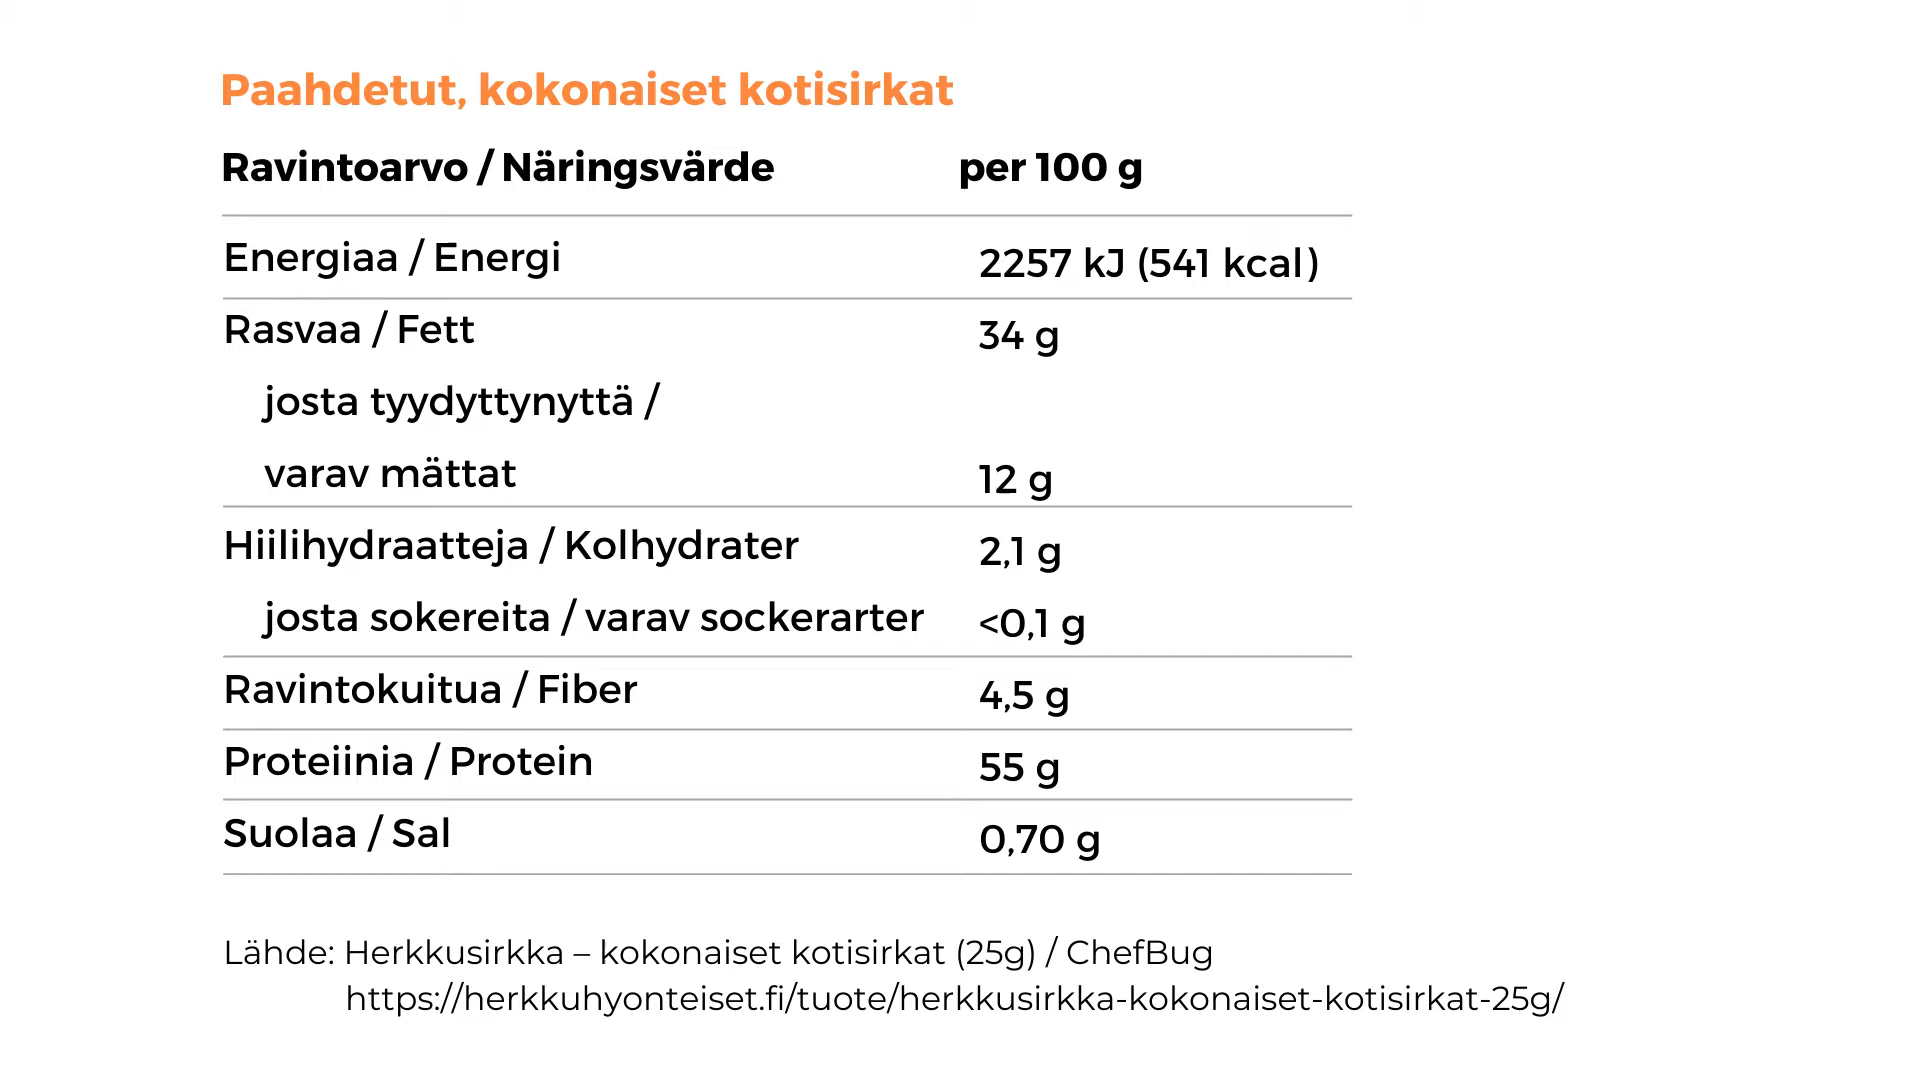 Paahdetut, kokonaiset kotisirkat
Ravintoarvo / Näringsvärde per 100 g
Energiaa / Energi 2257 kJ (541 kcal)
Rasvaa / Fett 34 g
josta tyydyttynyttä /
varav mättat 12 g
Hiilihydraatteja / Kolhydrater 2,1 g
josta sokereita / varav sockerarter <0,1 g
Ravintokuitua / Fiber 4,5 g
Proteiinia / Protein 55 g
Suolaa / Sal 0,70 g
Lähde: Herkkusirkka – kokonaiset kotisirkat (25g) / ChefBug
https://herkkuhyonteiset.fi/tuote/herkkusirkka-kokonaiset-kotisirkat-25g/